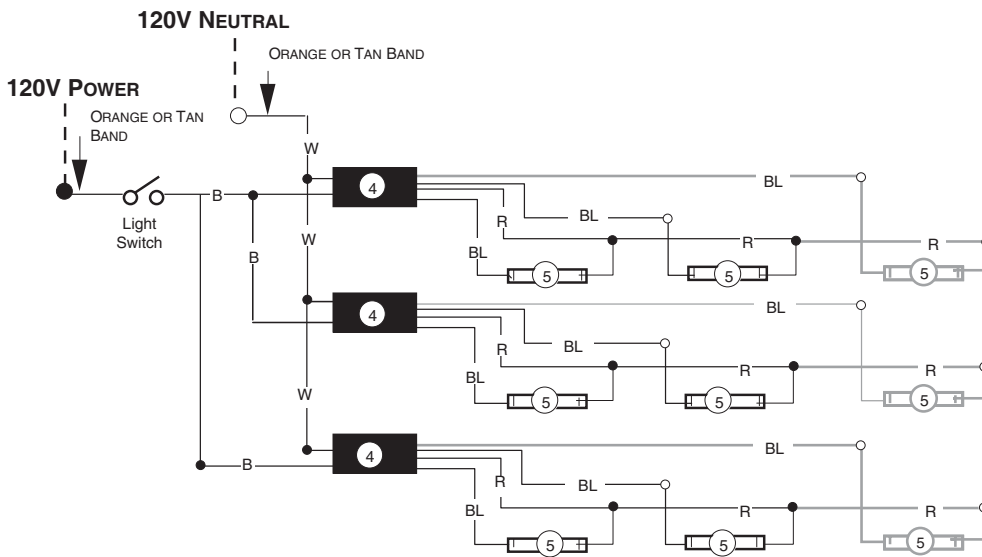 120V NEUTRAL
ORANGE OR TAN BAND
120V POWER
ORANGE OR TAN
BAND
W
4
BL
B
Light
Switch
R
BL
R
R
BL
5
5
5
W
B
4
BL
R
BL
R
R
BL
5
5
5
W
4
BL
B
R
BL
R
R
BL
5
5
5